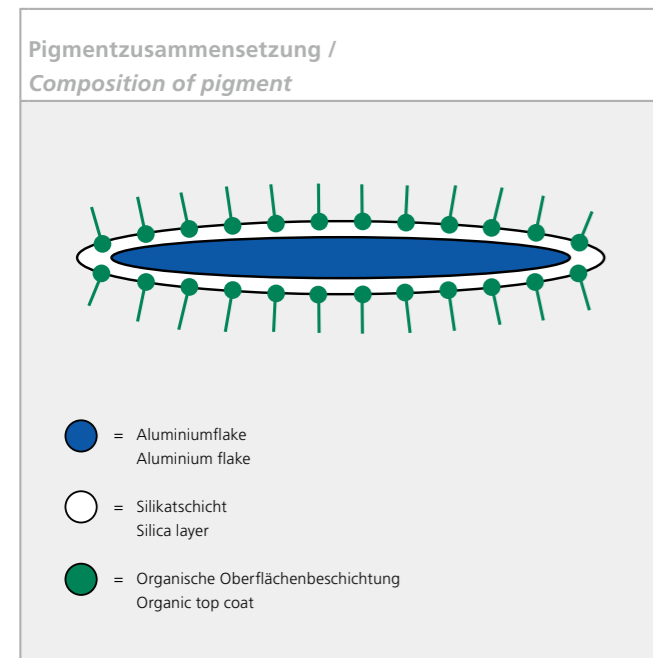 Pigmentzusammensetzung /
Composition of pigment
= Aluminiumflake
Aluminium flake
= Silikatschicht
Silica layer
= Organische Oberflächenbeschichtung
Organic top coat